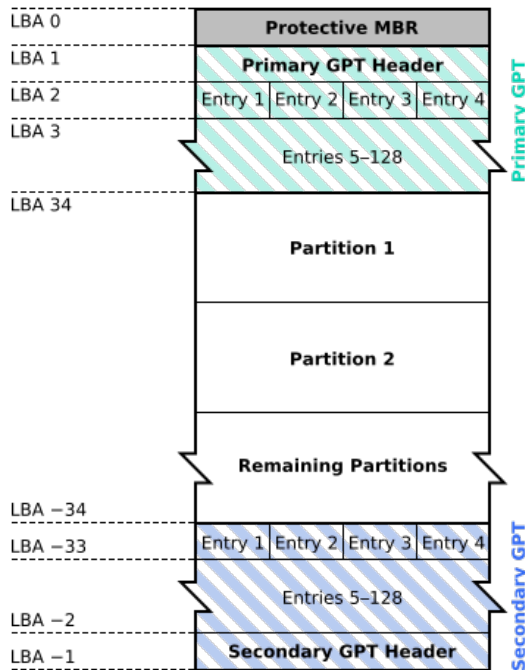 LBA 0
Protective MBR
LBA 1
Primary GPT Header
LBA 2
Entry 1 Entry 2 Entry 3 Entry 4
LBA 3
Entries 5–128
Primary GPT
LBA 34
Partition 1
Partition 2
Remaining Partitions
LBA −34
LBA −33
Entry 1 Entry 2 Entry 3 Entry 4
Entries 5–128
LBA −2
Secondary GPT Header
LBA −1
Secondary GPT